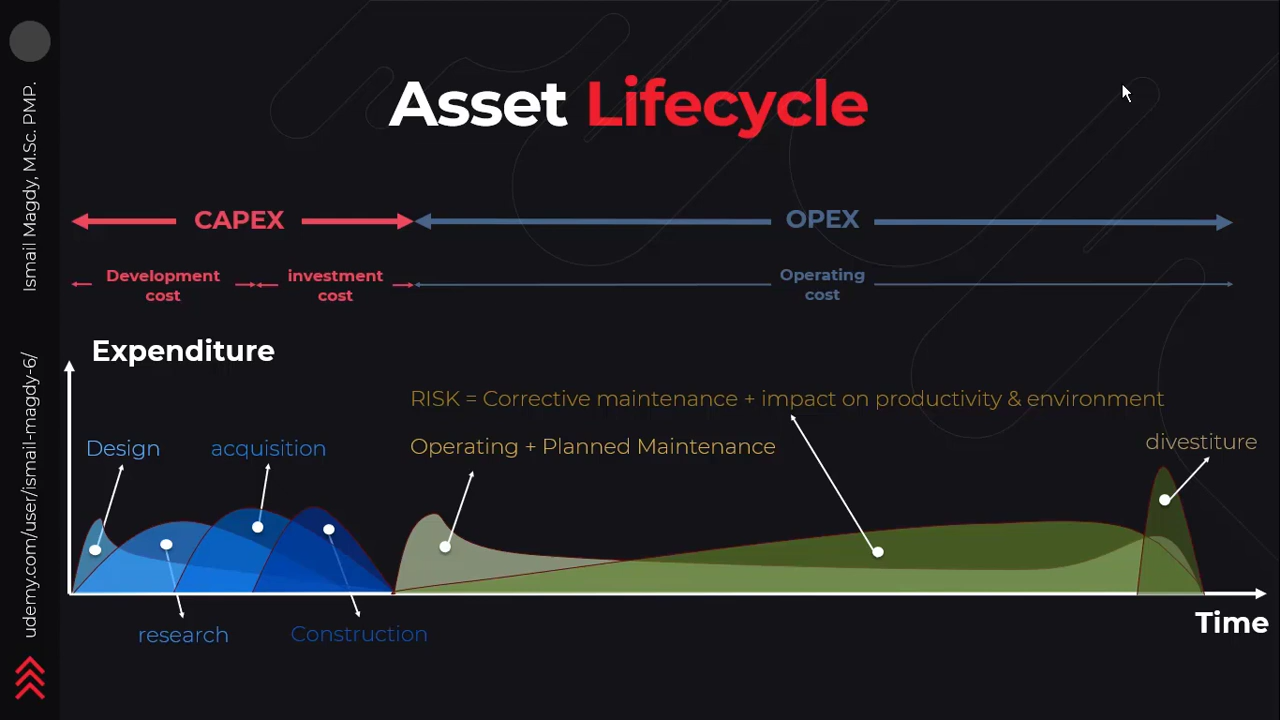 Ismail Magdy, M.Sc. PMP.
udemy.com/user/ismail-magdy-6/
Asset Lifecycle
CAPEX
OPEX
Development
cost
investment
cost
Operating
cost
Expenditure
RISK = Corrective maintenance + impact on productivity & environment
Design
acquisition
Operating + Planned Maintenance
divestiture
research
Construction
Time